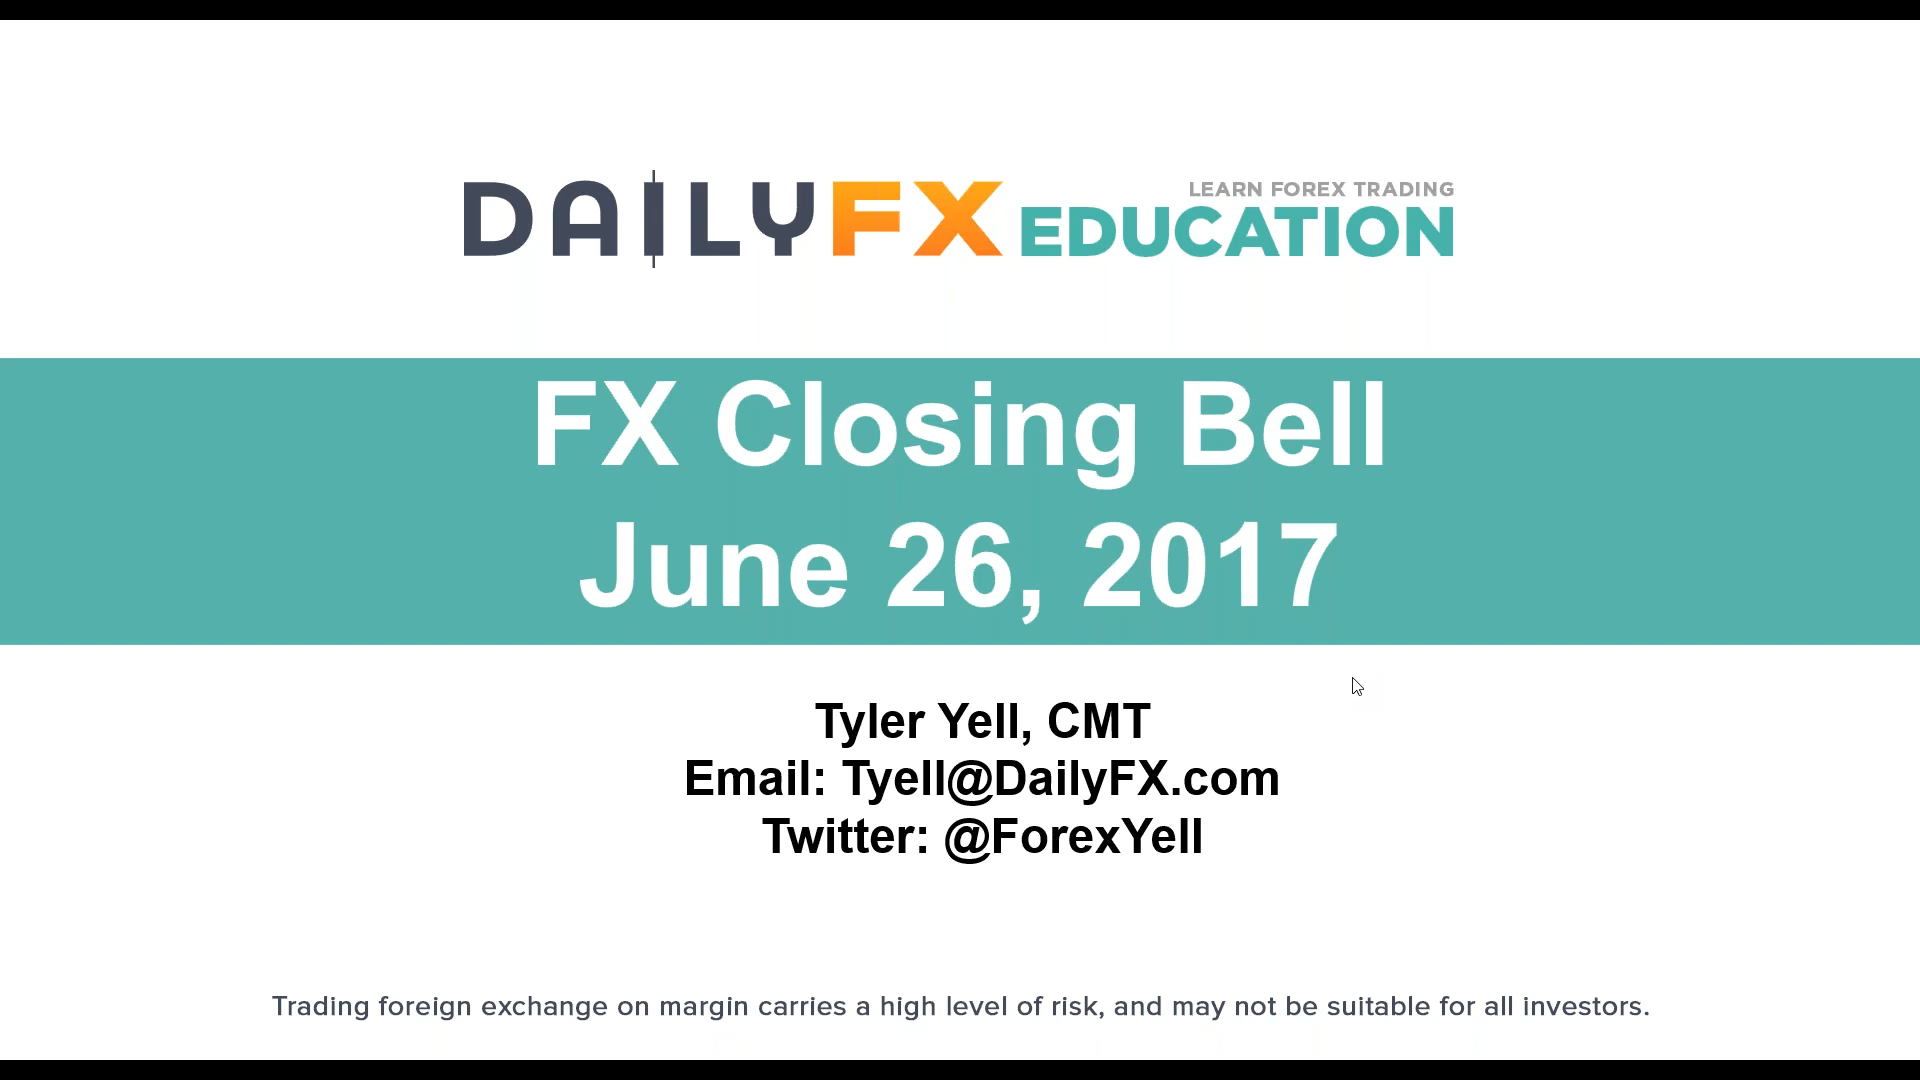 DAILYFX
LEARN FOREX TRADING
EDUCATION
FX Closing Bell
June 26, 2017
Tyler Yell, CMT
Email: Tyell@DailyFX.com
Twitter: @ForexYell
Trading foreign exchange on margin carries a high level of risk, and may not be suitable for all investors.